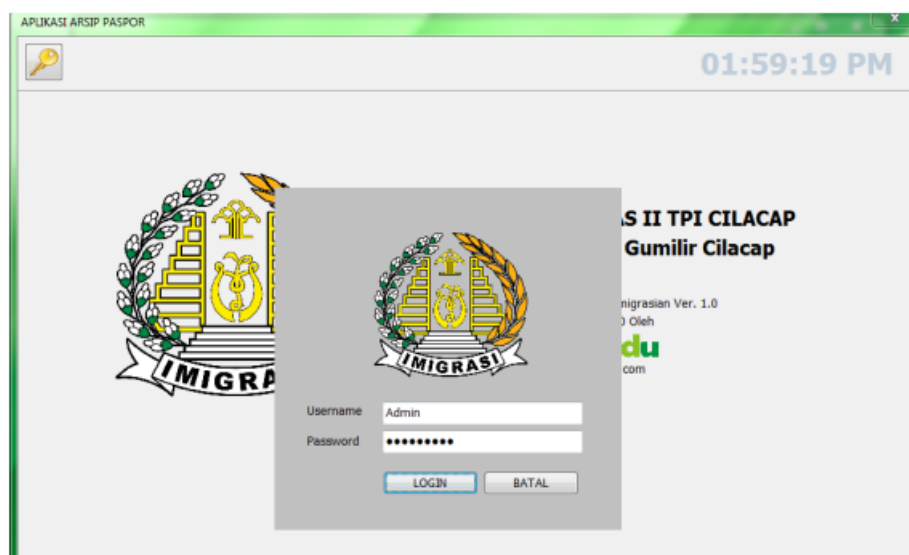 APLIKASI ARSIP PASPOR
x
01:59:19 PM
IMIGRA
AS II TPI CILACAP
Gumilir Cilacap
migrasian Ver. 1.0
0 Oleh
du
com
IMIGRASI
Username Admin
Password •••••••••
LOGIN BATAL